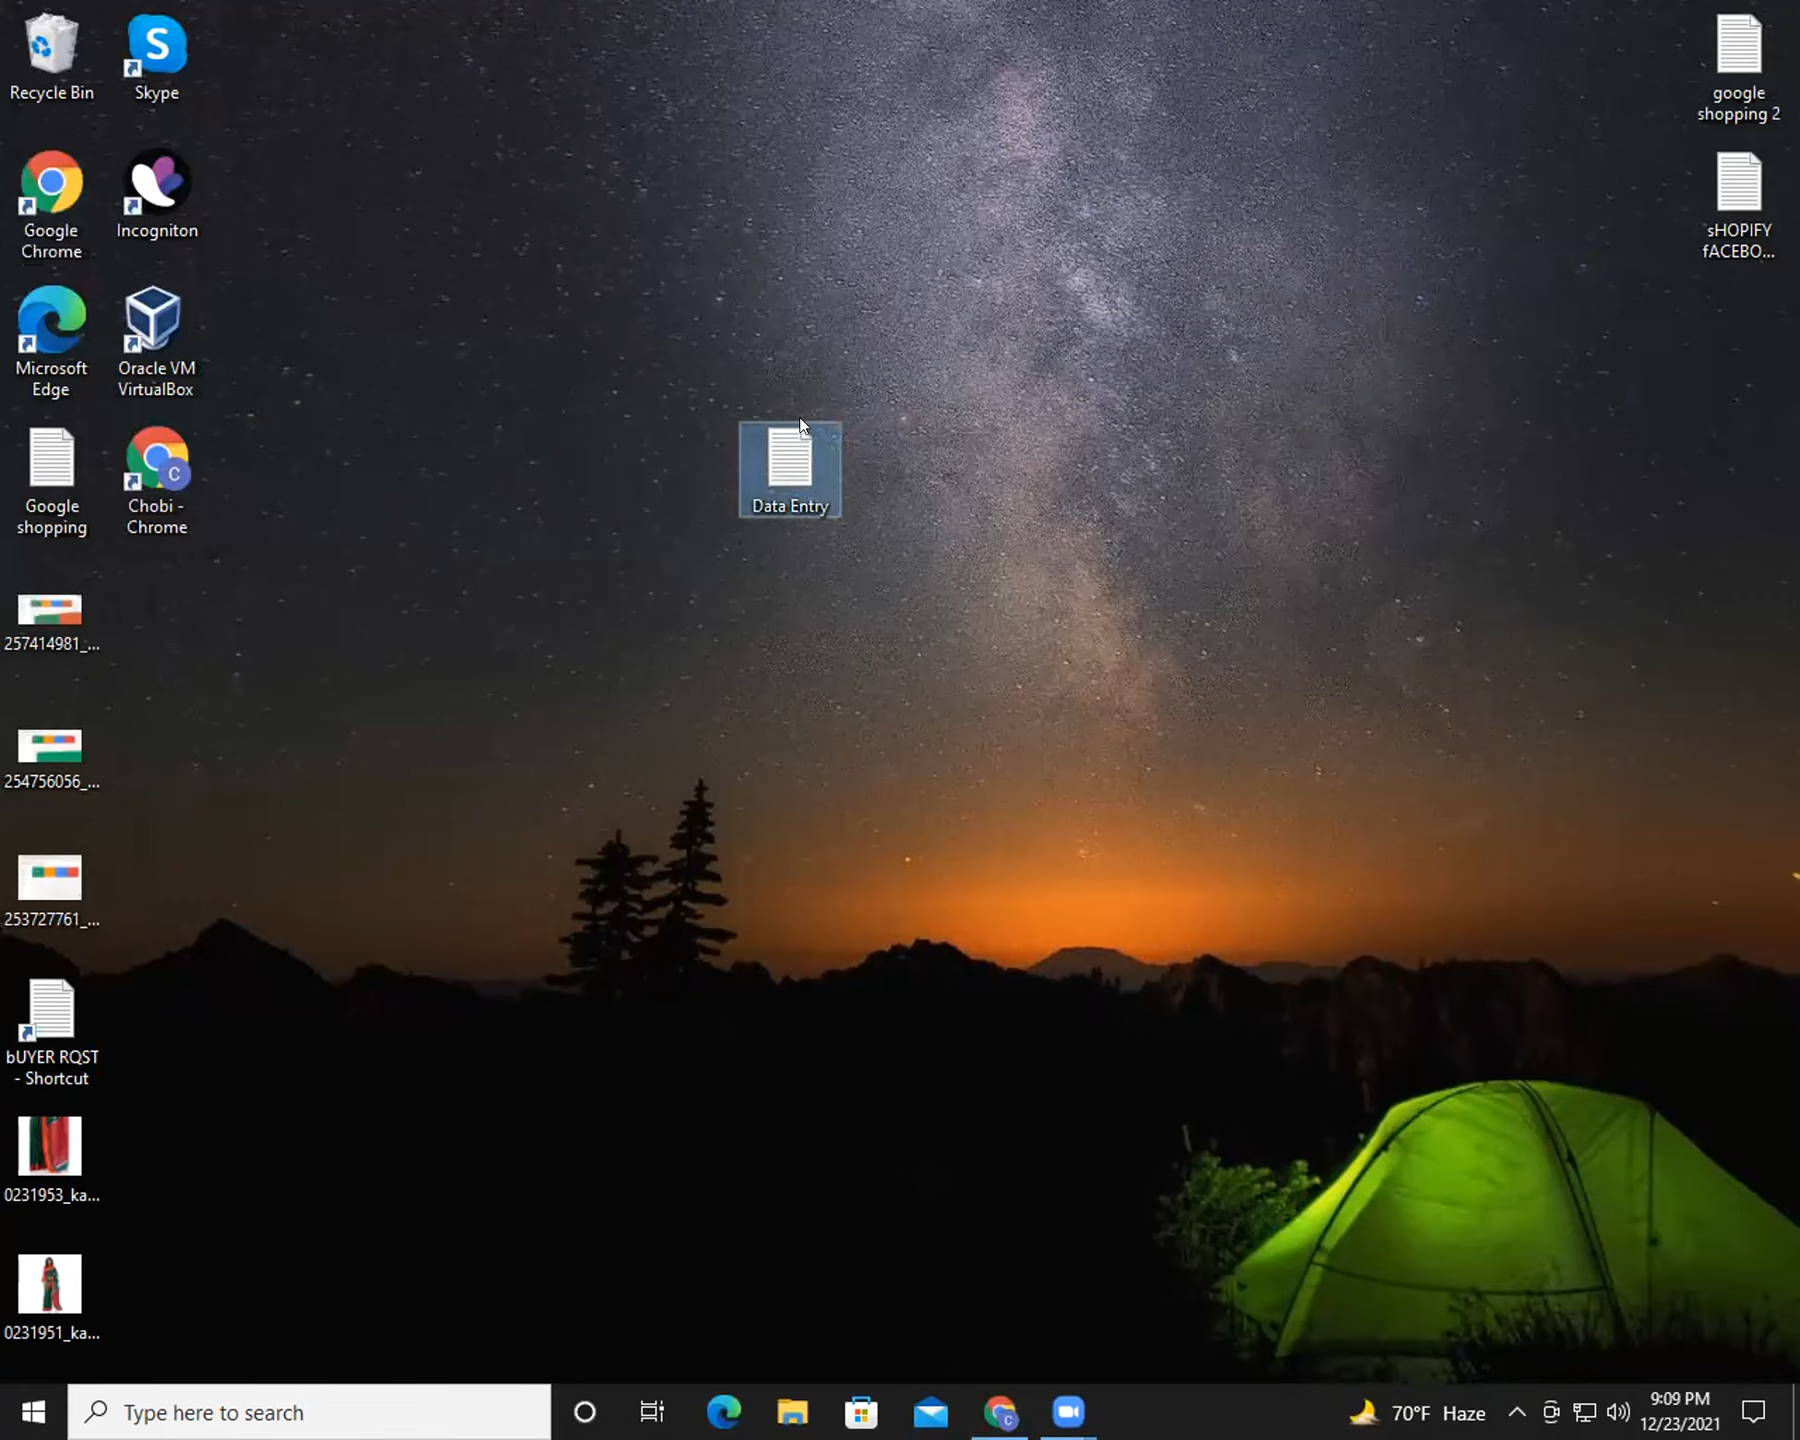 Recycle Bin
Skype
Google
Chrome
Incogniton
Microsoft
Edge
Oracle VM
VirtualBox
Google
shopping
C
Chobi -
Chrome
257414981_...
254756056_...
253727761_...
bUYER RQST
- Shortcut
0231953_ka...
0231951_ka...
Data Entry
google
shopping 2
sHOPIFY
fACEBO...
Type here to search
C
70°F Haze
9:09 PM
12/23/2021